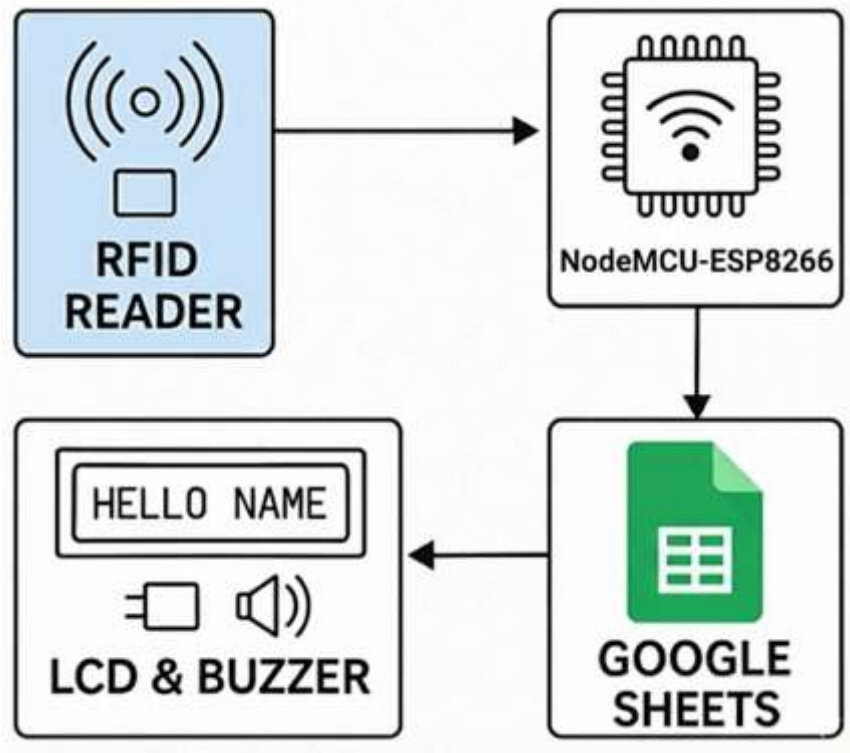 RFID
READER
NodeMCU-ESP8266
HELLO NAME
LCD & BUZZER
GOOGLE
SHEETS